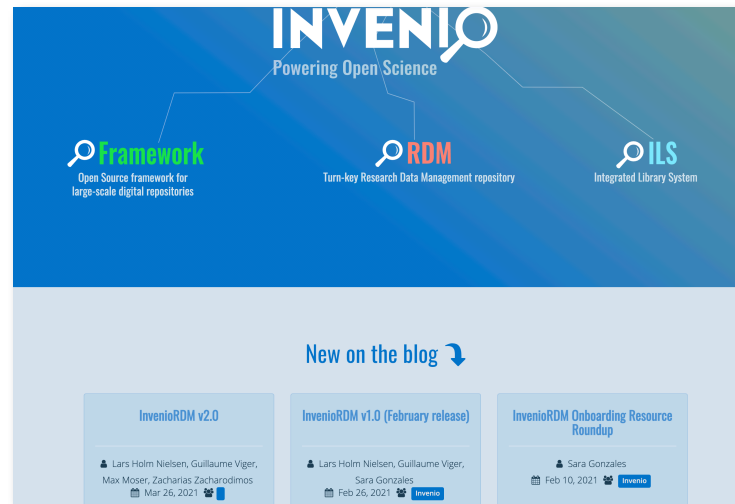 INVENIO
Powering Open Science
Framework
Open Source framework for
large-scale digital repositories
RDM
Turn-key Research Data Management repository
ILS
Integrated Library System
New on the blog
InvenioRDM v2.0
Lars Holm Nielsen, Guillaume Viger,
Max Moser, Zacharias Zacharodimos
Mar 26, 2021
InvenioRDM v1.0 (February release)
Lars Holm Nielsen, Guillaume Viger,
Sara Gonzales
Feb 26, 2021 Invenio
InvenioRDM Onboarding Resource
Roundup
Sara Gonzales
Feb 10, 2021 Invenio